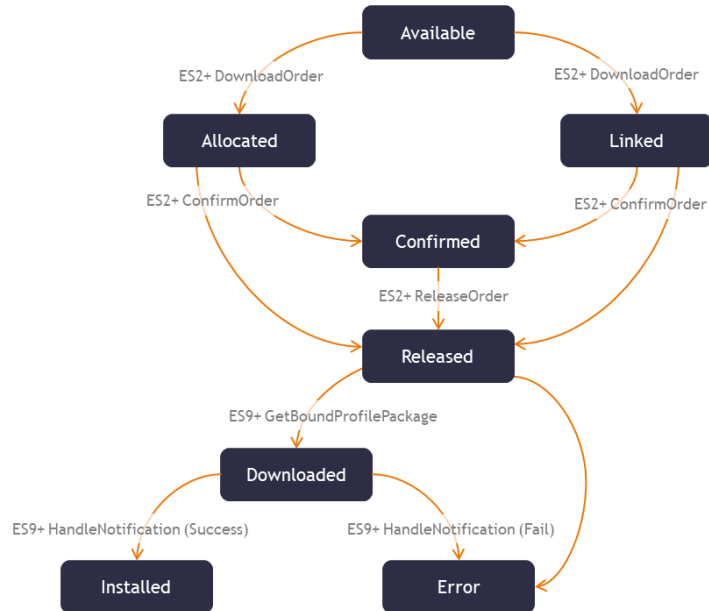 Available
ES2+ DownloadOrder
ES2+ DownloadOrder
Allocated
Linked
ES2+ ConfirmOrder
ES2+ ConfirmOrder
Confirmed
ES2+ ReleaseOrder
Released
ES9+ GetBoundProfilePackage
Downloaded
ES9+ HandleNotification (Success)
ES9+ HandleNotification (Fail)
Installed
Error